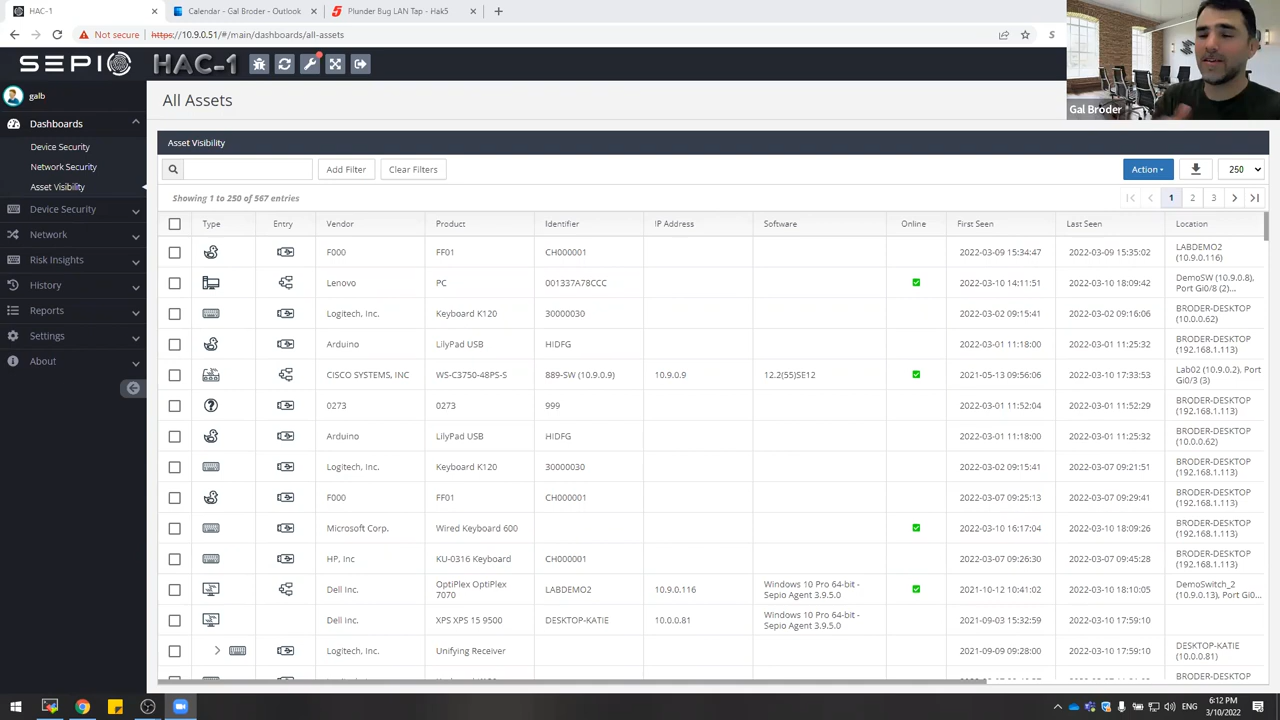 HAC-1
Calendar - Gal Broder - Outlook
Plunder Bug LAN Tap - Hak5
Not secure
https://10.9.0.51/#/main/dashboards/all-assets
S
SEPIO
HAC-1
Gal Broder
galb
All Assets
Dashboards
Device Security
Network Security
Asset Visibility
Device Security
Network
Risk Insights
History
Reports
Settings
About
Asset Visibility
Add Filter
Clear Filters
Action
250
Showing 1 to 250 of 567 entries
1 2 3
Type Entry Vendor Product Identifier IP Address Software Online First Seen Last Seen Location
F000 FF01 CH000001 2022-03-09 15:34:47 2022-03-09 15:35:02 LABDEMO2
(10.9.0.116)
Lenovo PC 001337A78CCC 2022-03-10 14:11:51 2022-03-10 18:09:42 DemoSW (10.9.0.8),
Port Gi0/8 (2)...
Logitech, Inc. Keyboard K120 30000030 2022-03-02 09:15:41 2022-03-02 09:16:06 BRODER-DESKTOP
(10.0.0.62)
Arduino LilyPad USB HIDFG 2022-03-01 11:18:00 2022-03-01 11:25:32 BRODER-DESKTOP
(192.168.1.113)
CISCO SYSTEMS, INC WS-C3750-48PS-S 889-SW (10.9.0.9) 10.9.0.9 12.2(55)SE12 2021-05-13 09:56:06 2022-03-10 17:33:53 Lab02 (10.9.0.2), Port
Gi0/3 (3)
0273 0273 999 2022-03-01 11:52:04 2022-03-01 11:52:29 BRODER-DESKTOP
(192.168.1.113)
Arduino LilyPad USB HIDFG 2022-03-01 11:18:00 2022-03-01 11:25:32 BRODER-DESKTOP
(10.0.0.62)
Logitech, Inc. Keyboard K120 30000030 2022-03-02 09:15:41 2022-03-07 09:21:51 BRODER-DESKTOP
(192.168.1.113)
F000 FF01 CH000001 2022-03-07 09:25:13 2022-03-07 09:29:41 BRODER-DESKTOP
(192.168.1.113)
Microsoft Corp. Wired Keyboard 600 2022-03-10 16:17:04 2022-03-10 18:09:26 BRODER-DESKTOP
(192.168.1.113)
HP, Inc KU-0316 Keyboard CH000001 2022-03-07 09:26:30 2022-03-07 09:45:28 BRODER-DESKTOP
(192.168.1.113)
Dell Inc. OptiPlex OptiPlex
7070 LABDEMO2 10.9.0.116 Windows 10 Pro 64-bit -
Sepio Agent 3.9.5.0 2021-10-12 10:41:02 2022-03-10 18:10:05 DemoSwitch_2
(10.9.0.13), Port Gi0...
Dell Inc. XPS XPS 15 9500 DESKTOP-KATIE 10.0.0.81 Windows 10 Pro 64-bit -
Sepio Agent 3.9.5.0 2021-09-03 15:32:59 2022-03-10 17:59:10
Logitech, Inc. Unifying Receiver 2021-09-09 09:28:00 2022-03-10 17:59:10 DESKTOP-KATIE
(10.0.0.81)
BRODER-DESKTOP
ENG
6:12 PM
3/10/2022